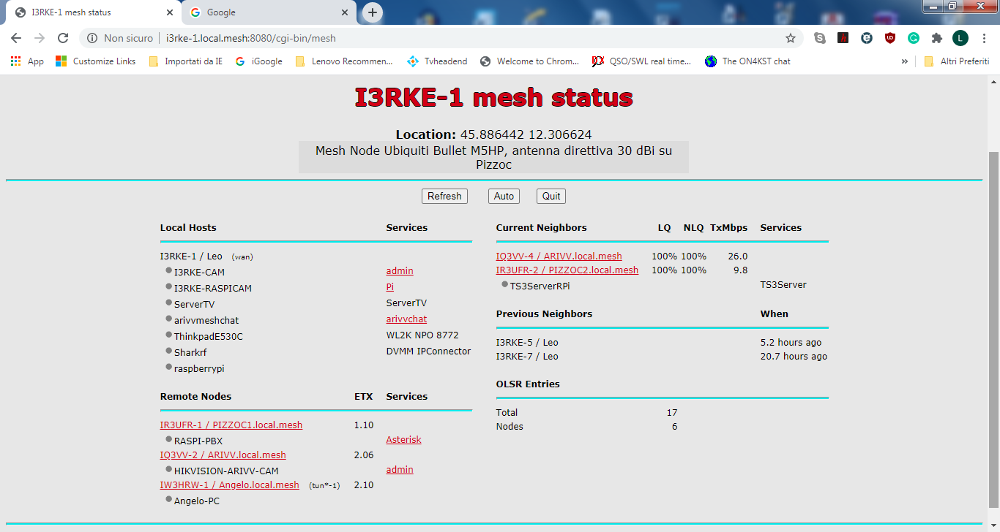 I3RKE-1 mesh status
Google
Non sicuro
i3rke-1.local.mesh:8080/cgi-bin/mesh
L
App
Customize Links
Importati da IE
iGoogle
Lenovo Recommen...
Tvheadend
Welcome to Chrom...
QSO/SWL real time...
The ON4KST chat
»
Altri Preferiti
I3RKE-1 mesh status
Location: 45.886442 12.306624
Mesh Node Ubiquiti Bullet M5HP, antenna direttiva 30 dBi su
Pizzoc
Refresh Auto Quit
Local Hosts Services
I3RKE-1 / Leo (wan)
I3RKE-CAM admin
I3RKE-RASPICAM Pi
ServerTV ServerTV
arivvmeshchat arivvchat
ThinkpadE530C WL2K NPO 8772
Sharkrf DVMM IPConnector
raspberrypi
Remote Nodes ETX Services
IR3UFR-1 / PIZZOC1.local.mesh 1.10
RASPI-PBX Asterisk
IQ3VV-2 / ARIVV.local.mesh 2.06
HIKVISION-ARIVV-CAM admin
IW3HRW-1 / Angelo.local.mesh (tun*-1) 2.10
Angelo-PC
Current Neighbors LQ NLQ TxMbps Services
IQ3VV-4 / ARIVV.local.mesh 100% 100% 26.0
IR3UFR-2 / PIZZOC2.local.mesh 100% 100% 9.8
TS3ServerRPi TS3Server
Previous Neighbors When
I3RKE-5 / Leo 5.2 hours ago
I3RKE-7 / Leo 20.7 hours ago
OLSR Entries
Total 17
Nodes 6